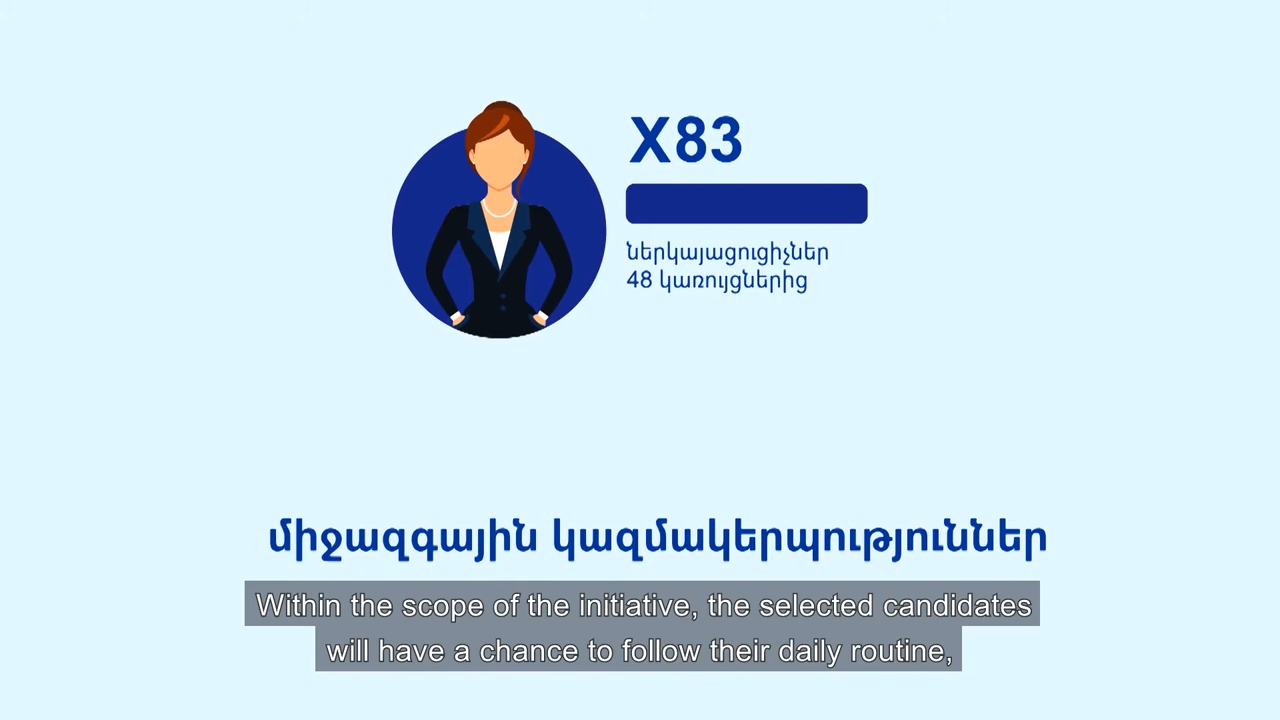 X83
ներկայացուցիչներ
48 կառույցներից
միջազգային կազմակերպություններ
Within the scope of the initiative, the selected candidates
will have a chance to follow their daily routine,